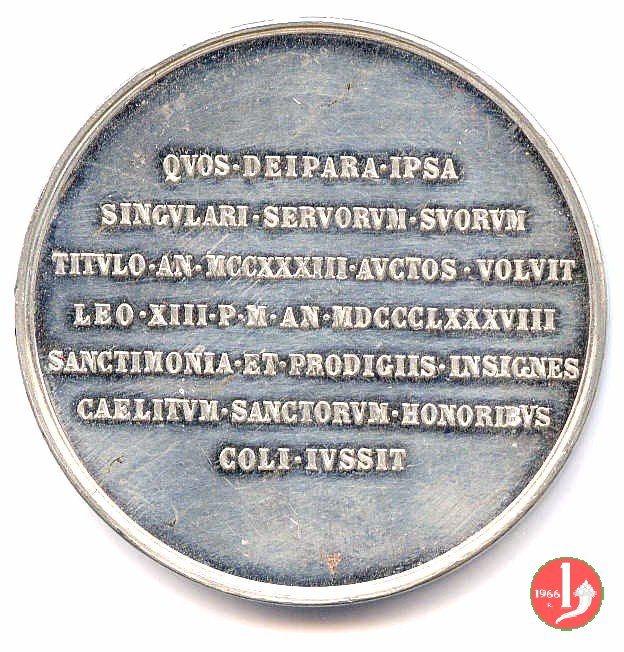 QVOS·DEIPARA·IPSA
SINGVLARI·SERVORVM·SVORVM
TITVLO·AN·MCCXXXIII·AVCTOS·VOLVIT
LEO·XIII·P·M·AN·MDCCCLXXXVIII
SANCTIMONIA·ET·PRODIGIIS·INSIGNES
CAELITVM·SANCTORVM·HONORIBVS
COLI·IVSSIT
1966